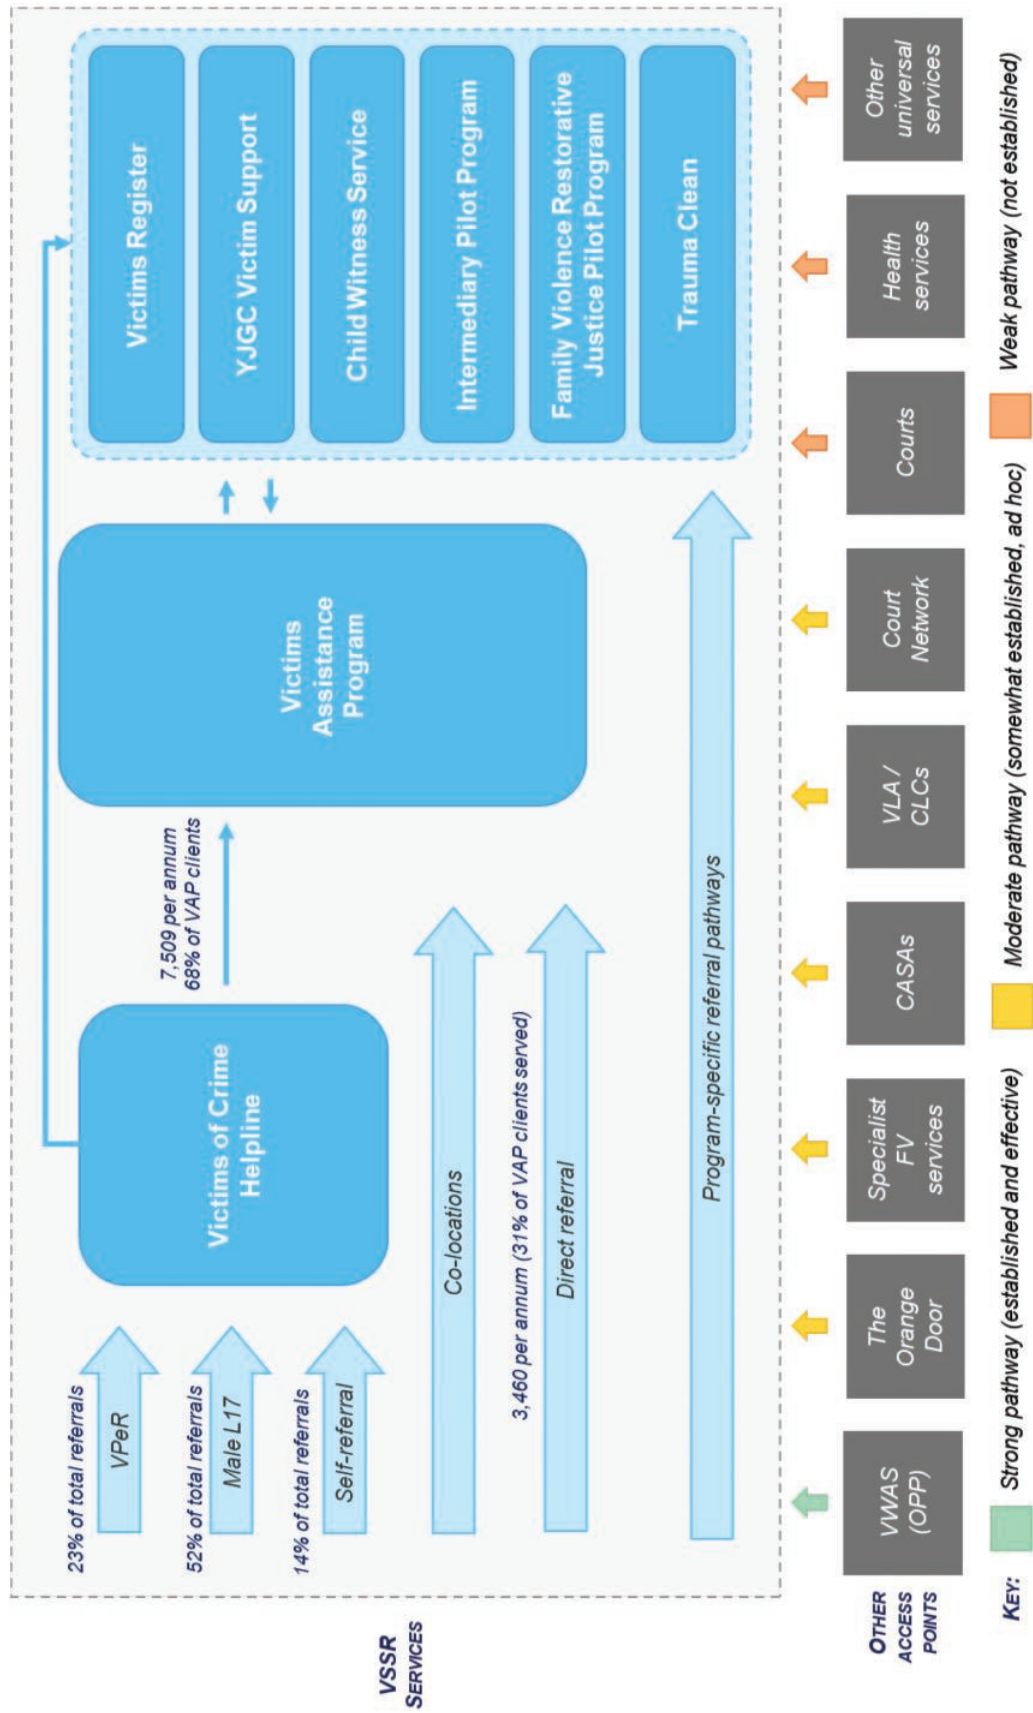 VSSR
SERVICES
23% of total referrals
VPeR
52% of total referrals
Male L17
14% of total referrals
Self-referral
Victims of Crime
Helpline
7,509 per annum
68% of VAP clients
Victims
Assistance
Program
Victims Register
YJGC Victim Support
Child Witness Service
Intermediary Pilot Program
Family Violence Restorative
Justice Pilot Program
Trauma Clean
Co-locations
3,460 per annum (31% of VAP clients served)
Direct referral
Program-specific referral pathways
OTHER
ACCESS
POINTS
VWAS
(OPP)
The
Orange
Door
Specialist
FV
services
CASAs
VLA /
CLCs
Court
Network
Courts
Health
services
Other
universal
services
KEY:
Strong pathway (established and effective)
Moderate pathway (somewhat established, ad hoc)
Weak pathway (not established)